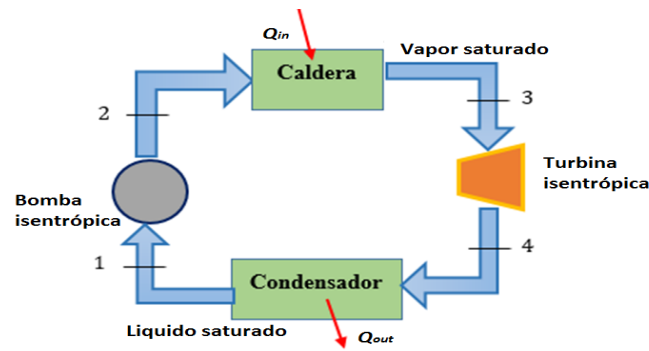 Qin
Caldera
Vapor saturado
2
3
Bomba
isentrópica
Turbina
isentrópica
1
4
Condensador
Liquido saturado
Qout